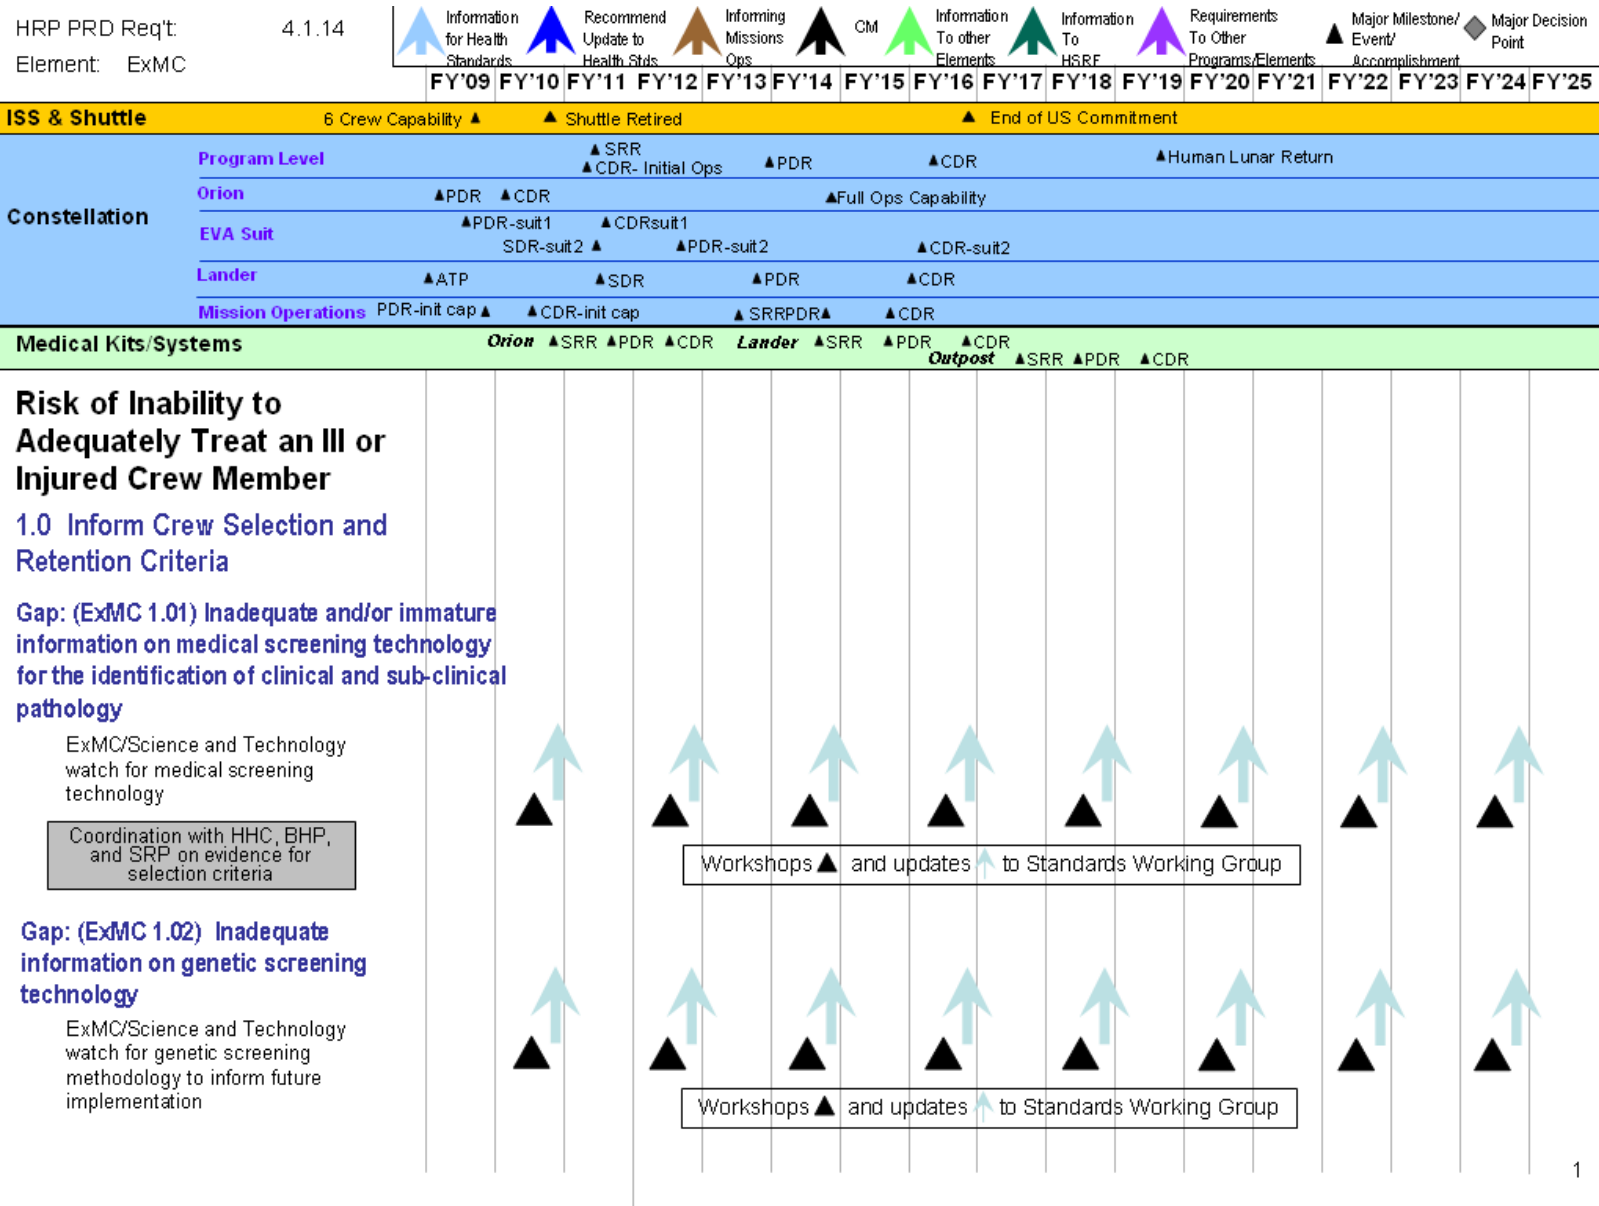 HRP PRD Req't: 4.1.14
Element: ExMC
Information
for Health
Standards
Recommend
Update to
Health Stds
Informing
Missions
Ops
CM
Information
To other
Elements
Information
To
HSRF
Requirements
To Other
Programs/Elements
Major Milestone/
Event/
Accomplishment
Major Decision
Point
FY'09 FY'10 FY'11 FY'12 FY'13 FY'14 FY'15 FY'16 FY'17 FY'18 FY'19 FY'20 FY'21 FY'22 FY'23 FY'24 FY'25
ISS & Shuttle 6 Crew Capability ▲ ▲ Shuttle Retired ▲ End of US Commitment
Constellation
Program Level
▲SRR
▲CDR- Initial Ops ▲PDR ▲CDR ▲Human Lunar Return
Orion ▲PDR ▲CDR ▲Full Ops Capability
EVA Suit
▲PDR-suit1 ▲CDRsuit1
SDR-suit2 ▲ ▲PDR-suit2 ▲CDR-suit2
Lander ▲ATP ▲SDR ▲PDR ▲CDR
Mission Operations PDR-init cap▲ ▲CDR-init cap ▲SRRPDR▲ ▲CDR
Medical Kits/Systems Orion ▲SRR ▲PDR ▲CDR Lander ▲SRR ▲PDR ▲CDR
Outpost ▲SRR ▲PDR ▲CDR
Risk of Inability to
Adequately Treat an Ill or
Injured Crew Member
1.0 Inform Crew Selection and
Retention Criteria
Gap: (ExMC 1.01) Inadequate and/or immature
information on medical screening technology
for the identification of clinical and sub-clinical
pathology
ExMC/Science and Technology
watch for medical screening
technology
Coordination with HHC, BHP,
and SRP on evidence for
selection criteria
Workshops ▲ and updates ↑ to Standards Working Group
Gap: (ExMC 1.02) Inadequate
information on genetic screening
technology
ExMC/Science and Technology
watch for genetic screening
methodology to inform future
implementation
Workshops ▲ and updates ↑ to Standards Working Group
1